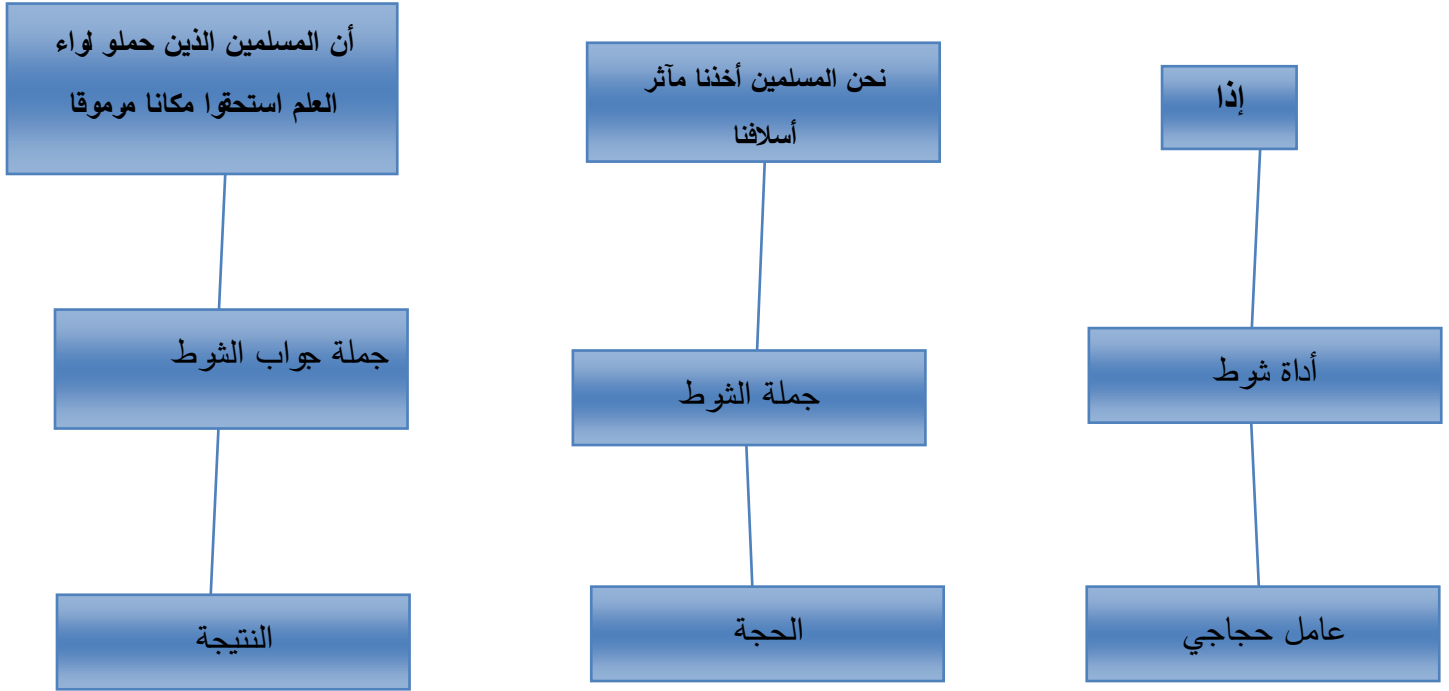 إذا
أداة شرط
عامل حجاجي
نحن المسلمين أخذنا مآثر
أسلافنا
جملة الشرط
الحجة
أن المسلمين الذين حملو لواء
العلم استحقوا مكانا مرموقا
جملة جواب الشرط
النتيجة